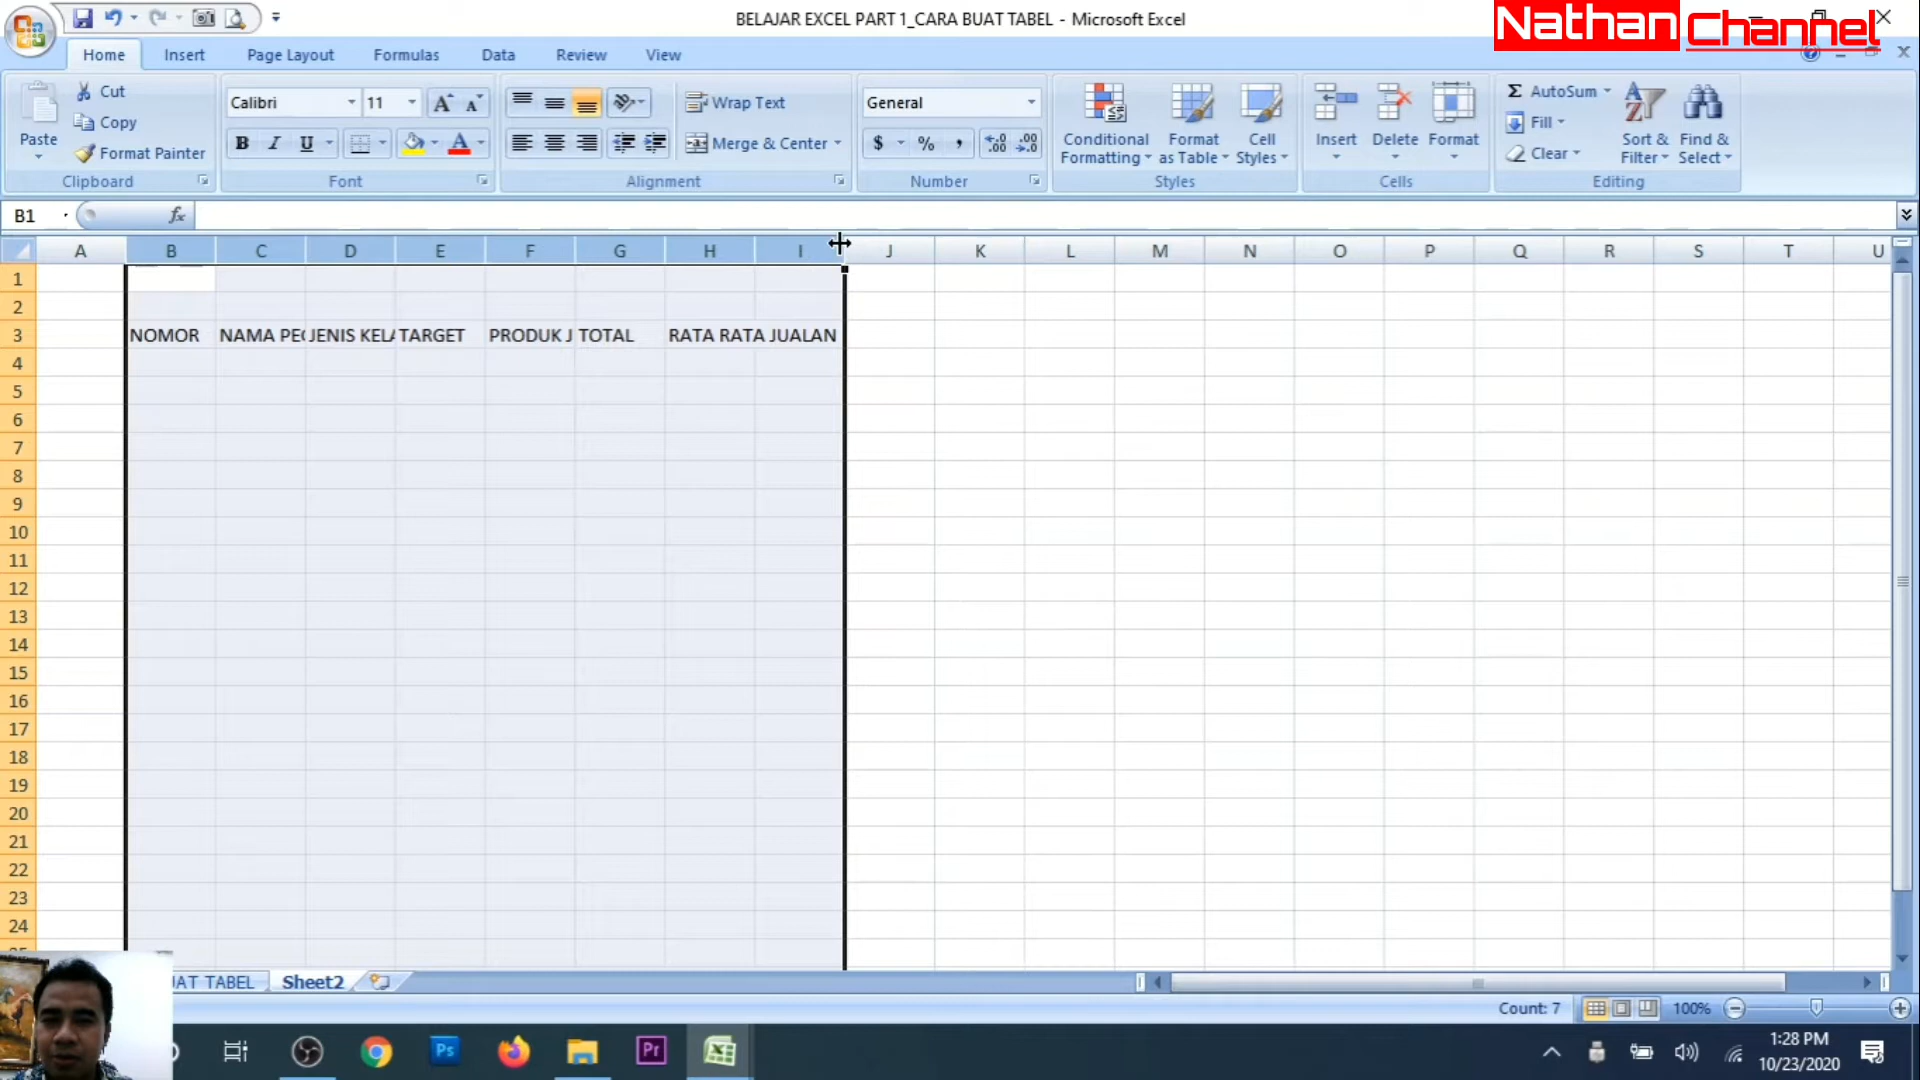 BELAJAR EXCEL PART 1_CARA BUAT TABEL - Microsoft Excel
Nathan Channel
Home Insert Page Layout Formulas Data Review View
Paste
Cut
Copy
Format Painter
Clipboard
Calibri 11
B I U
Font
Wrap Text
Merge & Center
Alignment
General
$ % ,
Number
Conditional Formatting
Format as Table
Cell Styles
Styles
Insert Delete Format
Cells
AutoSum
Fill
Clear
Sort & Filter
Find & Select
Editing
B1 fx
A B C D E F G H I J K L M N O P Q R S T U
1
2
3 NOMOR JENIS KELA TARGET PRODUK J TOTAL RATA RATA JUALAN
4
5
6
7
8
9
10
11
12
13
14
15
16
17
18
19
20
21
22
23
24
UAT TABEL Sheet2
Count: 7 100%
Ps Pr
1:28 PM
10/23/2020